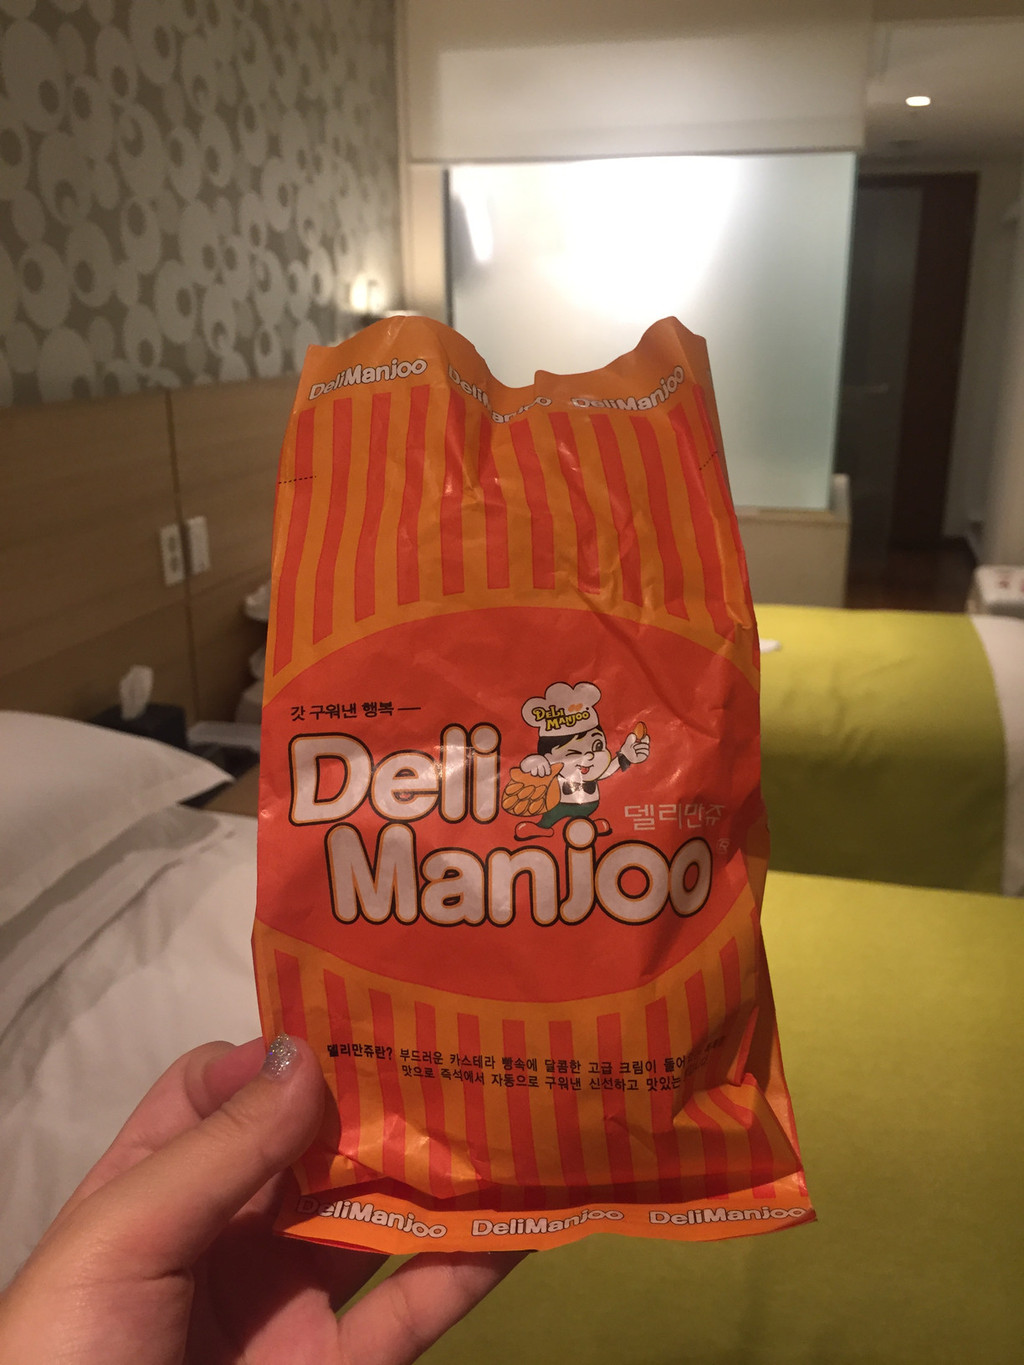 DeliManjoo DeliManjoo DeliManjoo
갓 구워낸 행복
DELI
MANJOO
Deli
델리만쥬
Manjoo
델리만쥬란? 부드러운 카스테라 빵속에 달콤한 고급 크림이
맛으로 즉석에서 자동으로 구워낸 신선하고 맛있는
DeliManjoo DeliManjoo DeliManjoo